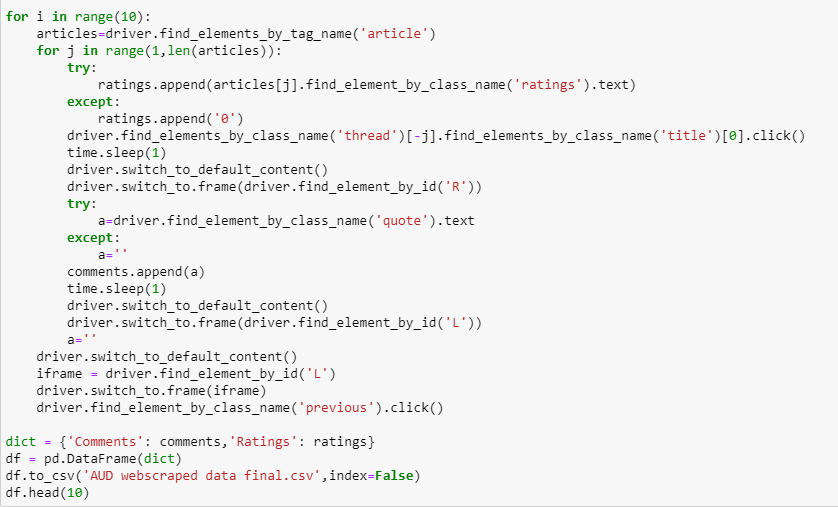 for i in range(10):
    articles=driver.find_elements_by_tag_name('article')
    for j in range(1,len(articles)):
        try:
            ratings.append(articles[j].find_element_by_class_name('ratings').text)
        except:
            ratings.append('0')
        driver.find_elements_by_class_name('thread')[-j].find_elements_by_class_name('title')[0].click()
        time.sleep(1)
        driver.switch_to_default_content()
        driver.switch_to.frame(driver.find_element_by_id('R'))
        try:
            a=driver.find_element_by_class_name('quote').text
        except:
            a=''
        comments.append(a)
        time.sleep(1)
        driver.switch_to_default_content()
        driver.switch_to.frame(driver.find_element_by_id('L'))
        a=''
    driver.switch_to_default_content()
    iframe = driver.find_element_by_id('L')
    driver.switch_to.frame(iframe)
    driver.find_element_by_class_name('previous').click()

dict = {'Comments': comments,'Ratings': ratings}
df = pd.DataFrame(dict)
df.to_csv('AUD webscraped data final.csv',index=False)
df.head(10)